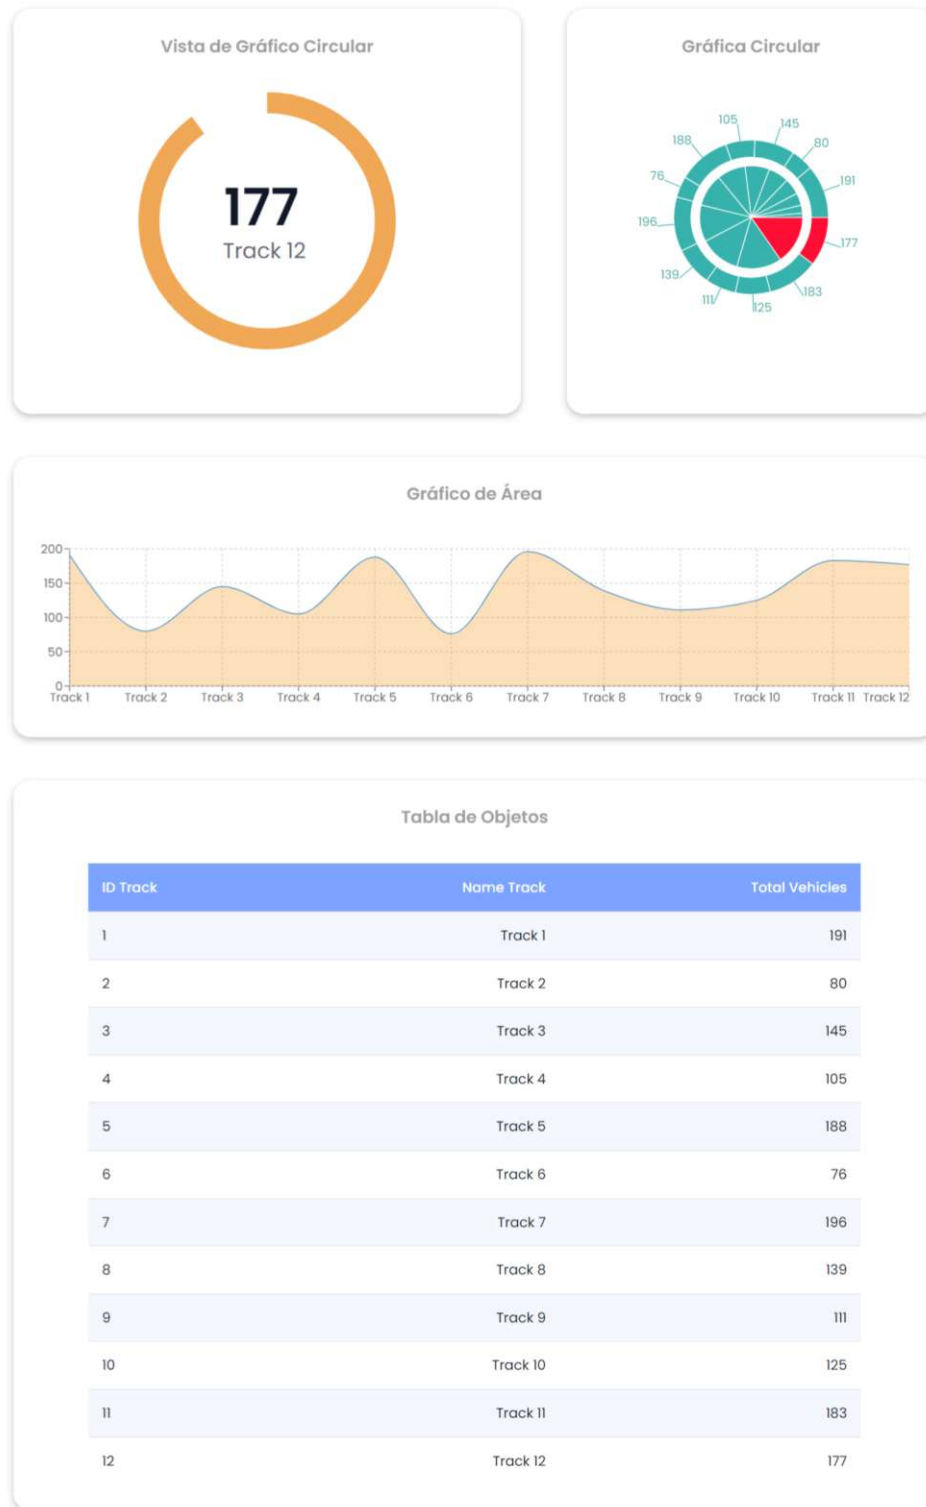 Vista de Gráfico Circular
177
Track 12
Gráfica Circular
105
145
188
80
76
191
196
177
139
183
111
125
Gráfico de Área
200
150
100
50
0
Track 1 Track 2 Track 3 Track 4 Track 5 Track 6 Track 7 Track 8 Track 9 Track 10 Track 11 Track 12
Tabla de Objetos
ID Track Name Track Total Vehicles
1 Track 1 191
2 Track 2 80
3 Track 3 145
4 Track 4 105
5 Track 5 188
6 Track 6 76
7 Track 7 196
8 Track 8 139
9 Track 9 111
10 Track 10 125
11 Track 11 183
12 Track 12 177